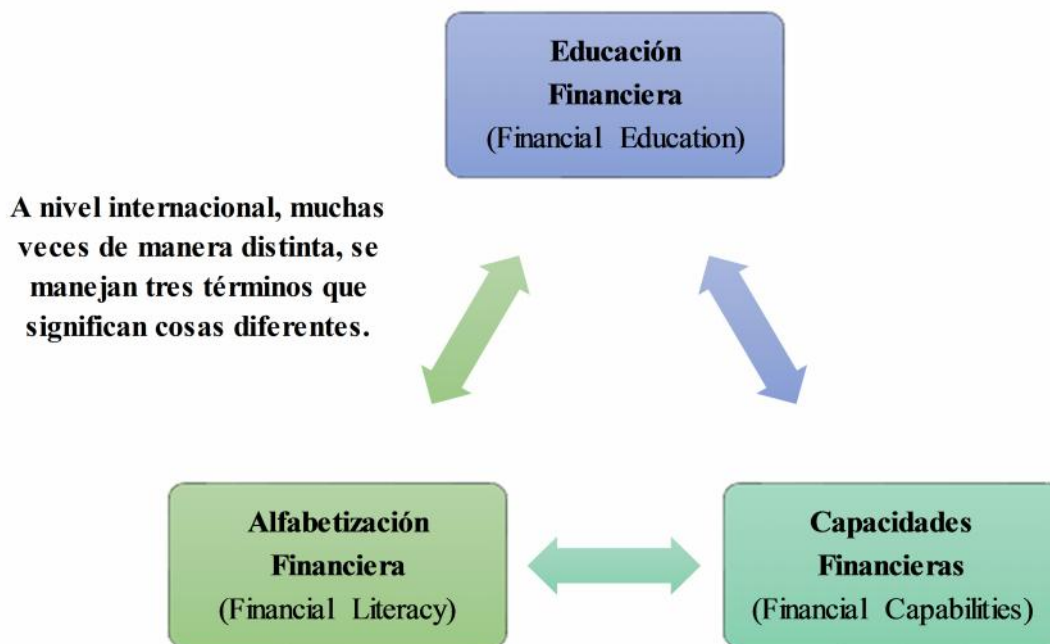 Educación
Financiera
(Financial Education)
A nivel internacional, muchas
veces de manera distinta, se
manejan tres términos que
significan cosas diferentes.
Alfabetización
Financiera
(Financial Literacy)
Capacidades
Financieras
(Financial Capabilities)